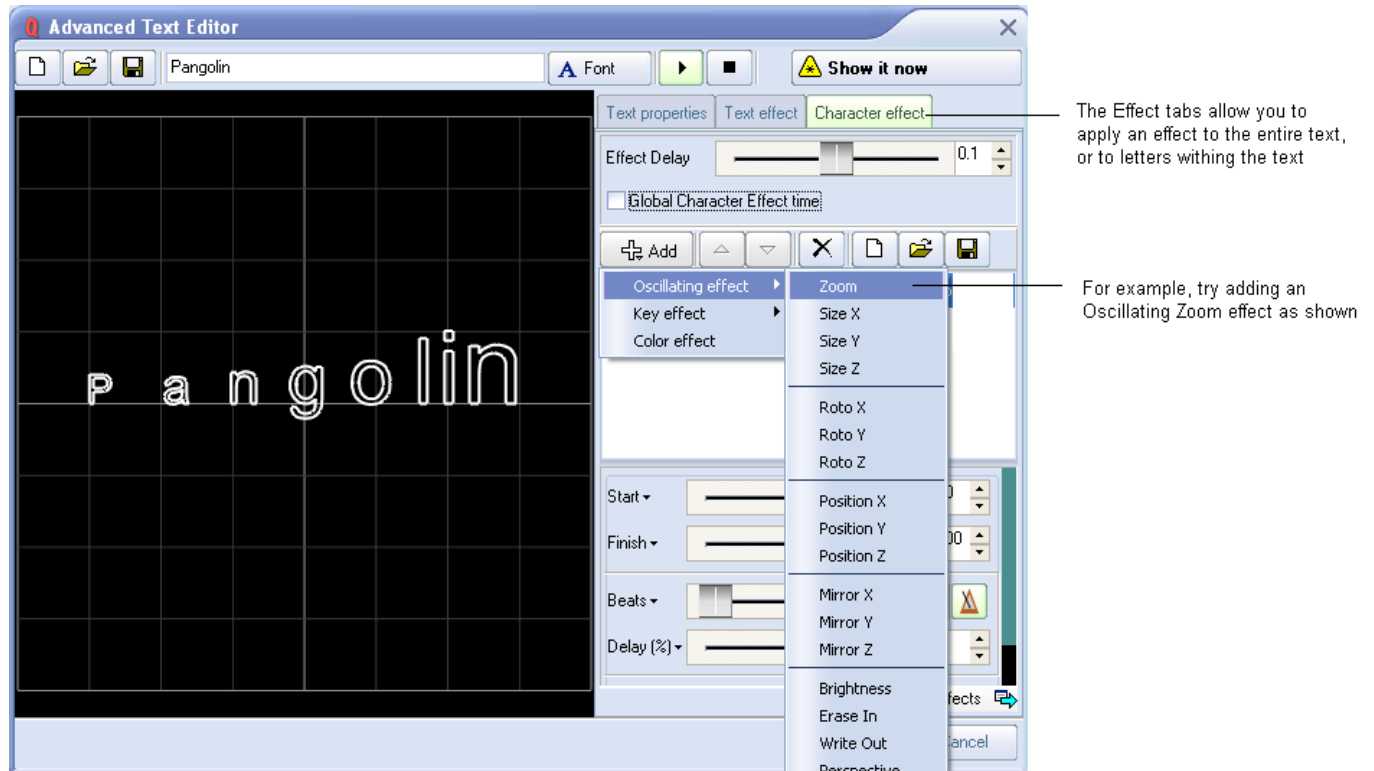 Advanced Text Editor
Pangolin
A Font
Show it now
Text properties Text effect Character effect
The Effect tabs allow you to
apply an effect to the entire text,
or to letters withing the text
Effect Delay 0.1
Global Character Effect time
Add
Oscillating effect
Key effect
Color effect
Zoom
Size X
Size Y
Size Z
Roto X
Roto Y
Roto Z
Position X
Position Y
Position Z
Mirror X
Mirror Y
Mirror Z
Brightness
Erase In
Write Out
Perspective
For example, try adding an
Oscillating Zoom effect as shown
Pangolin
Start
Finish
Beats
Delay (%)
fects
ancel